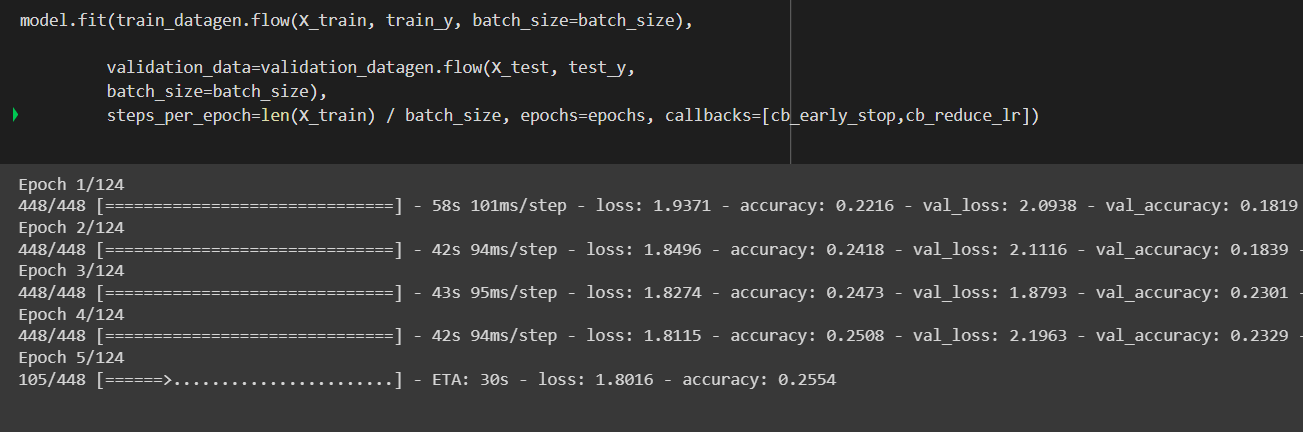 model.fit(train_datagen.flow(X_train, train_y, batch_size=batch_size),
validation_data=validation_datagen.flow(X_test, test_y,
batch_size=batch_size),
steps_per_epoch=len(X_train) / batch_size, epochs=epochs, callbacks=[cb_early_stop,cb_reduce_lr])
Epoch 1/124
448/448 [==============================] - 58s 101ms/step - loss: 1.9371 - accuracy: 0.2216 - val_loss: 2.0938 - val_accuracy: 0.1819
Epoch 2/124
448/448 [==============================] - 42s 94ms/step - loss: 1.8496 - accuracy: 0.2418 - val_loss: 2.1116 - val_accuracy: 0.1839 -
Epoch 3/124
448/448 [==============================] - 43s 95ms/step - loss: 1.8274 - accuracy: 0.2473 - val_loss: 1.8793 - val_accuracy: 0.2301 -
Epoch 4/124
448/448 [==============================] - 42s 94ms/step - loss: 1.8115 - accuracy: 0.2508 - val_loss: 2.1963 - val_accuracy: 0.2329 -
Epoch 5/124
105/448 [======>.......................] - ETA: 30s - loss: 1.8016 - accuracy: 0.2554